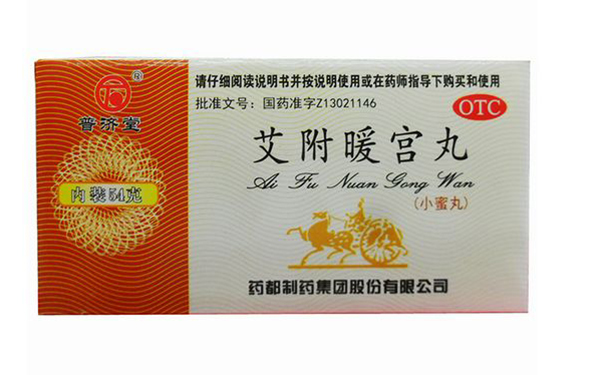 普济堂
内装54克
请仔细阅读说明书并按说明使用或在药师指导下购买和使用
批准文号：国药准字Z13021146
OTC
艾附暖宫丸
Ai Fu Nuan Gong Wan
(小蜜丸)
药都制药集团股份有限公司